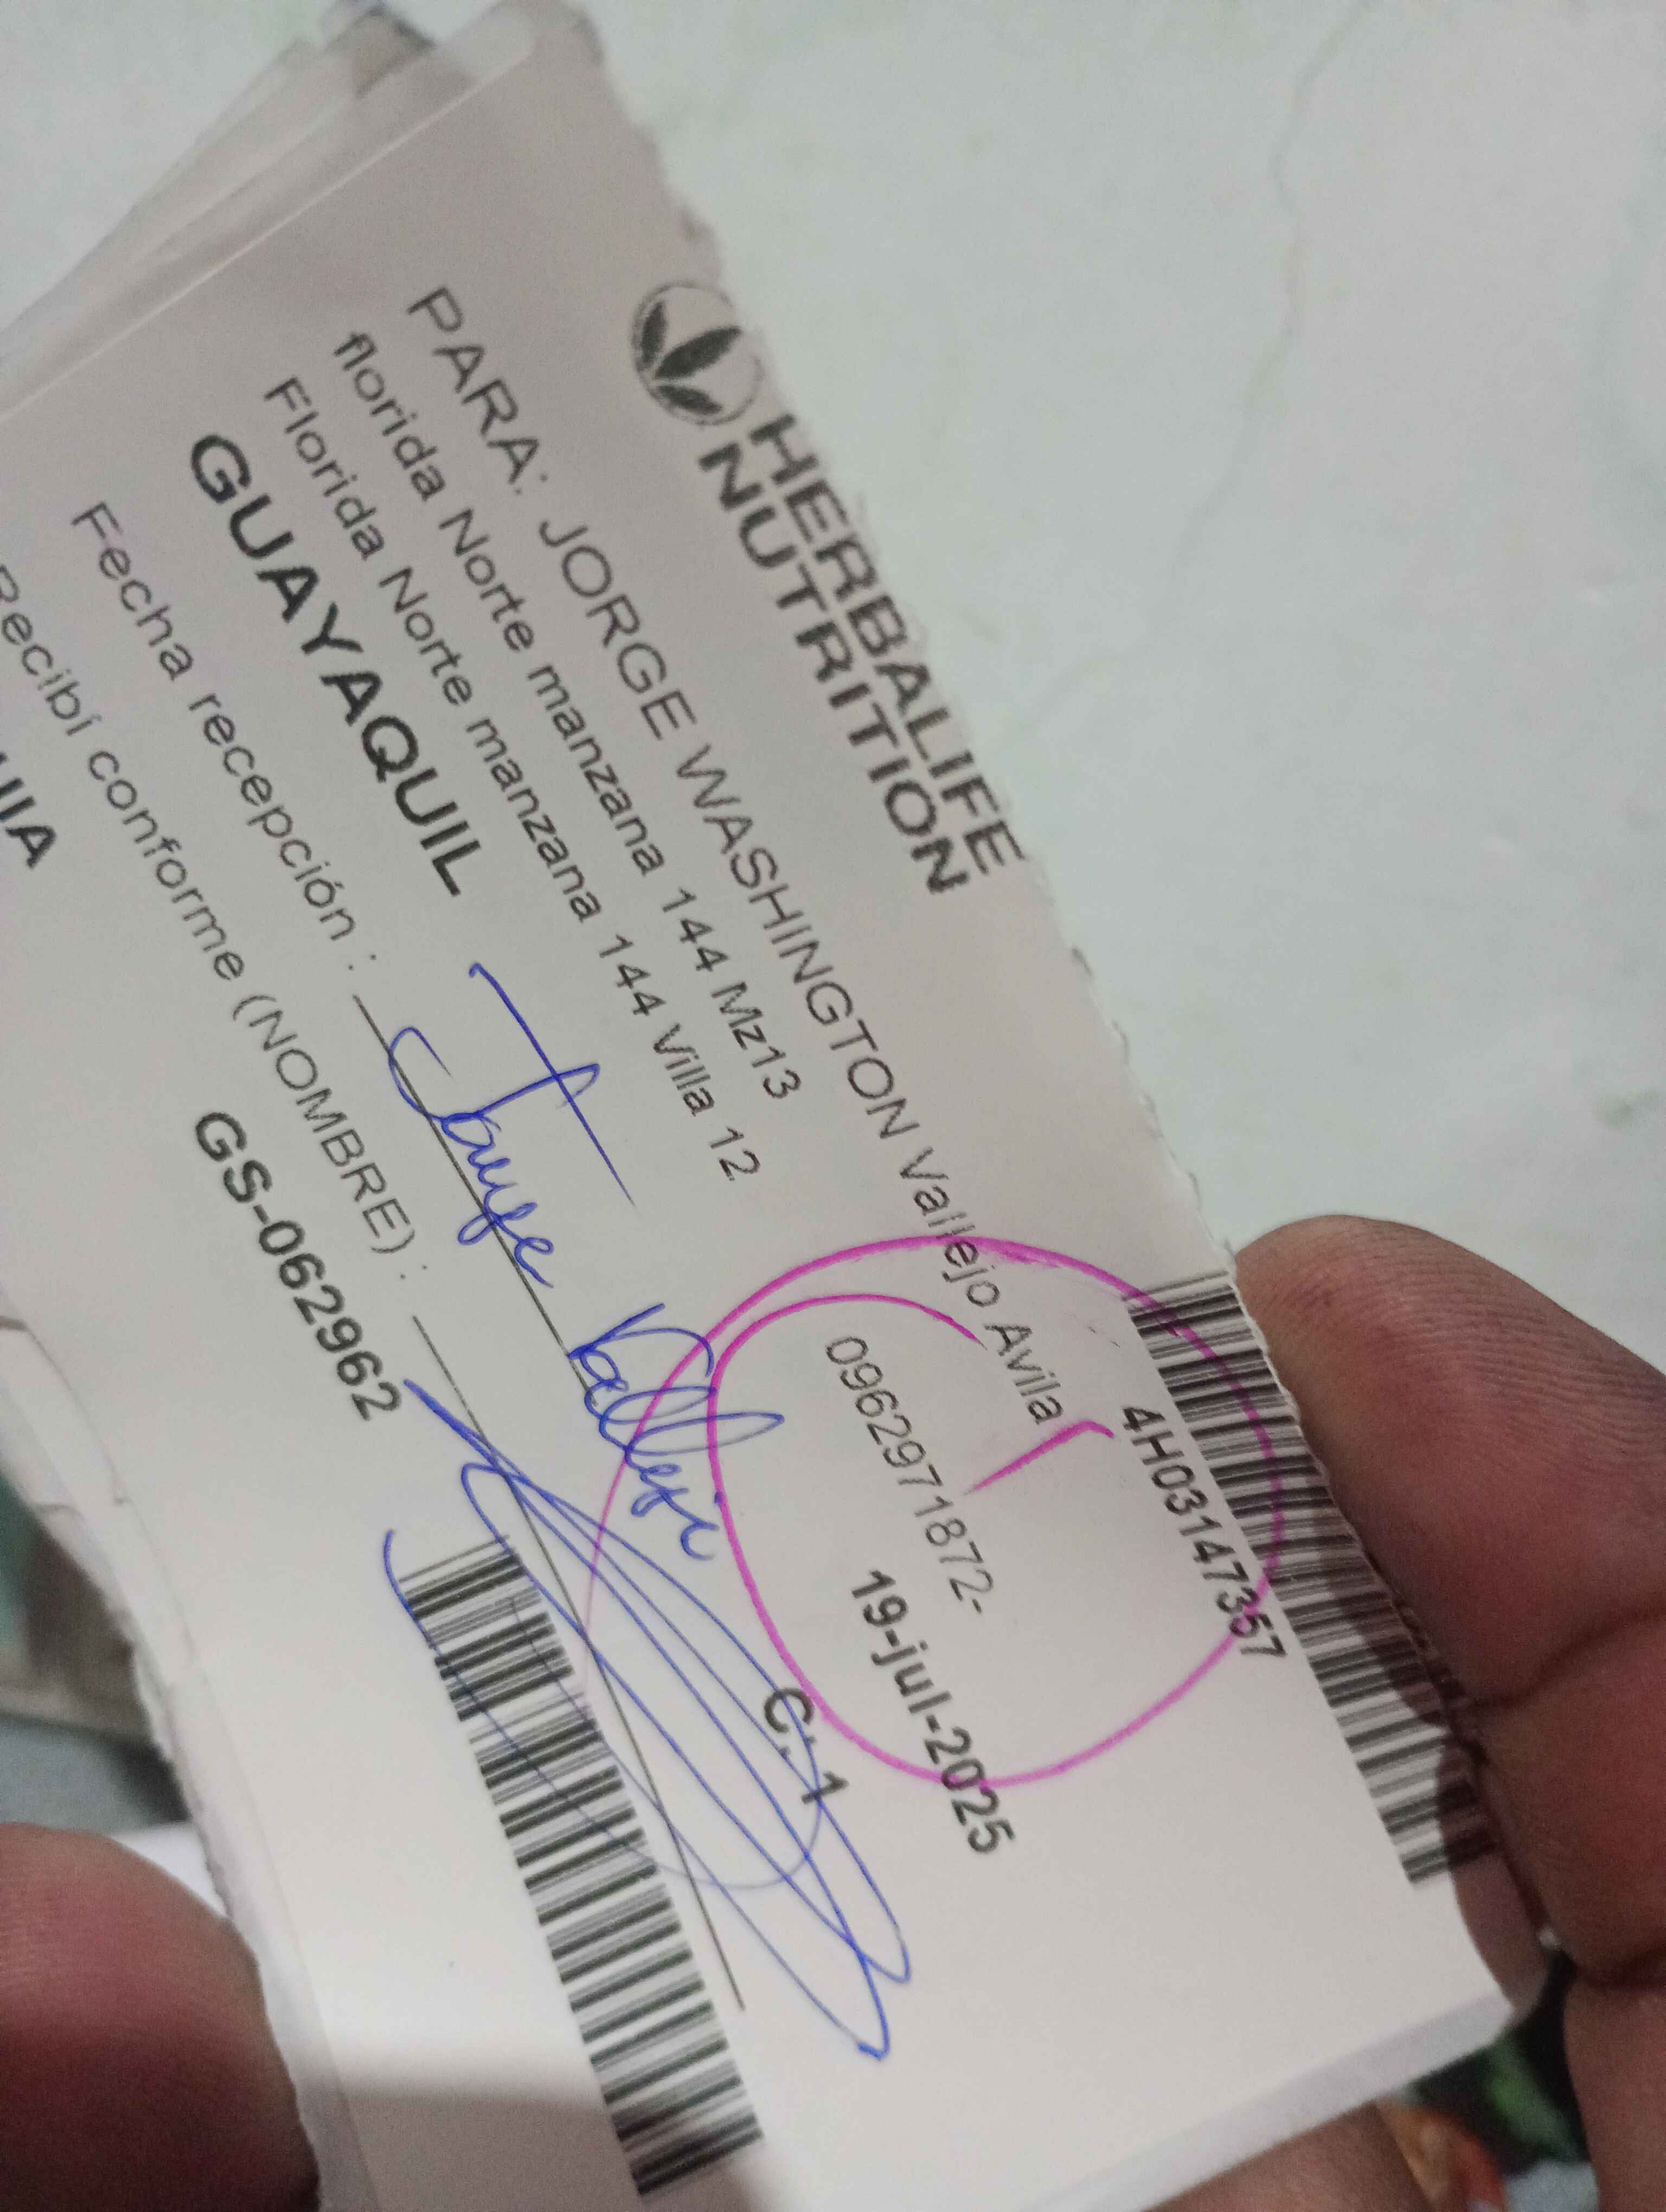 HERBALIFE
NUTRITION
4H03147357
PARA: JORGE WASHINGTON Vallejo Avila
florida Norte manzana 144 Mz13
0962971872-
Florida Norte manzana 144 Villa 12
19-jul-2025
GUAYAQUIL
C: 1
Fecha recepción :
Jorge Vallejo
Recibí conforme (NOMBRE) :
GS-062962
UIA